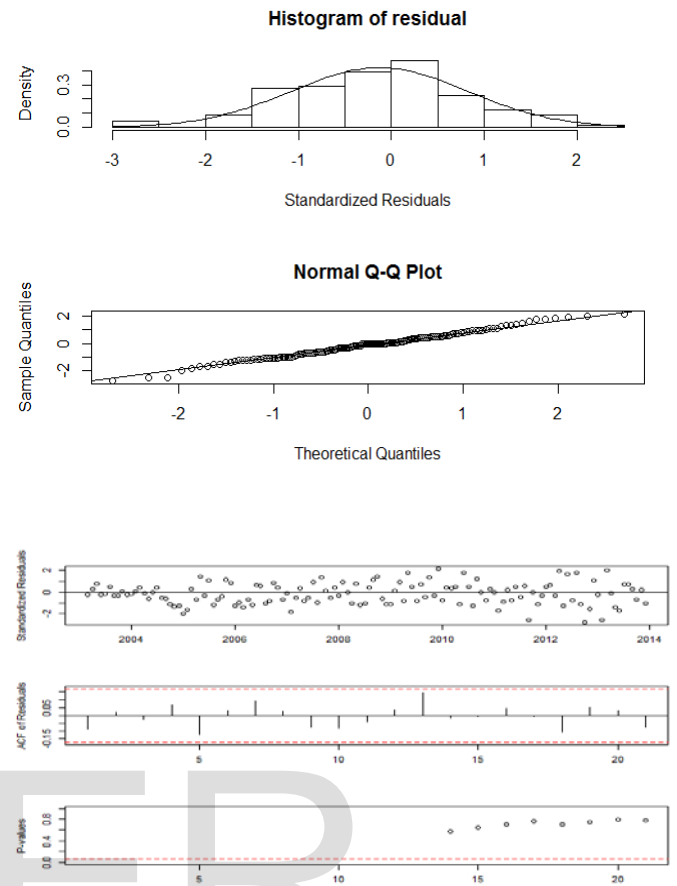 Histogram of residual
Density
0.0 0.3
-3 -2 -1 0 1 2
Standardized Residuals
Normal Q-Q Plot
Sample Quantiles
-2 0 2
-2 -1 0 1 2
Theoretical Quantiles
Standardized Residuals
-2 0 2
2004 2006 2008 2010 2012 2014
ACF of Residuals
-0.15 0.05
5 10 15 20
P-values
0.0 0.4 0.8
5 10 15 20
ER